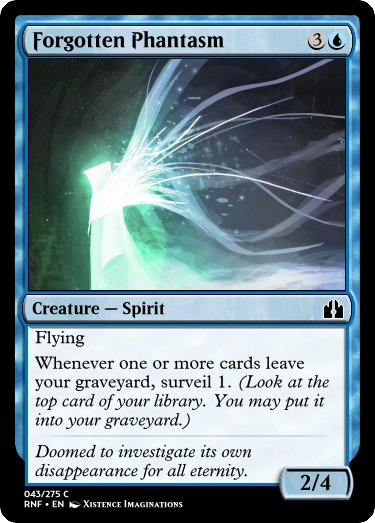 Forgotten Phantasm 3
Creature — Spirit
Flying
Whenever one or more cards leave
your graveyard, surveil 1. (Look at the
top card of your library. You may put it
into your graveyard.)
Doomed to investigate its own
disappearance for all eternity.
2/4
043/275 C
RNF • EN Xistence Imaginations